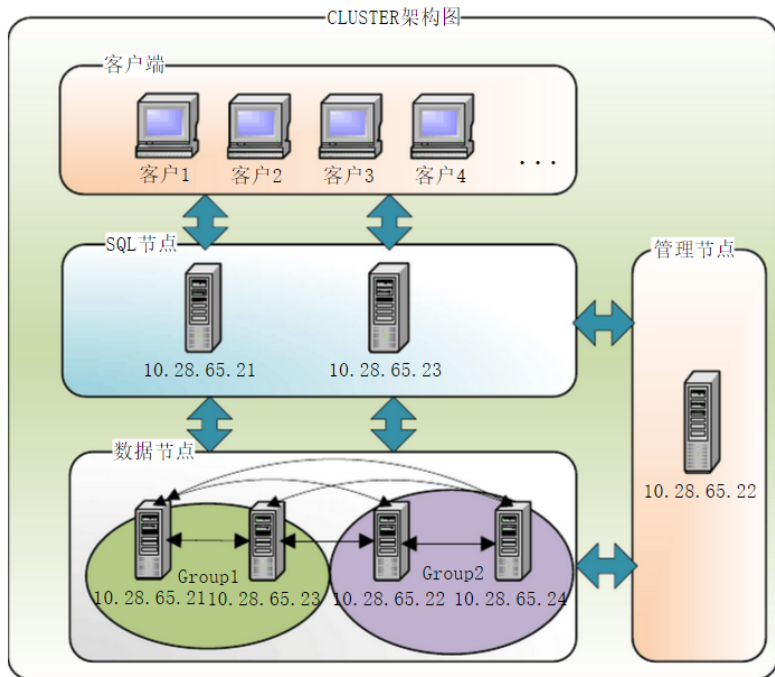 CLUSTER架构图
客户端
客户1
客户2
客户3
客户4
...
SQL节点
管理节点
10.28.65.21
10.28.65.23
10.28.65.22
数据节点
Group1
Group2
10.28.65.21
10.28.65.23
10.28.65.22
10.28.65.24